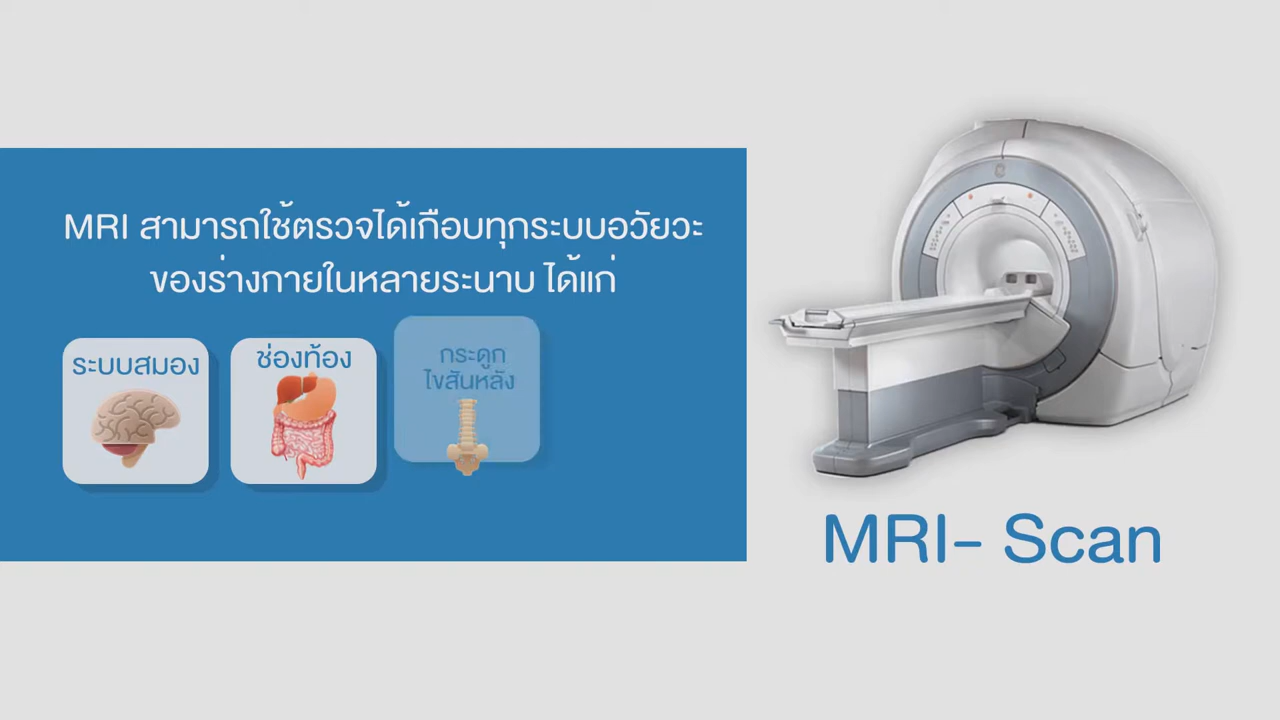 MRI สามารถใช้ตรวจได้เกือบทุกระบบอวัยวะ
ของร่างกายในหลายระนาบ ได้แก่
ระบบสมอง
ช่องท้อง
กระดูก
ไขสันหลัง
MRI- Scan